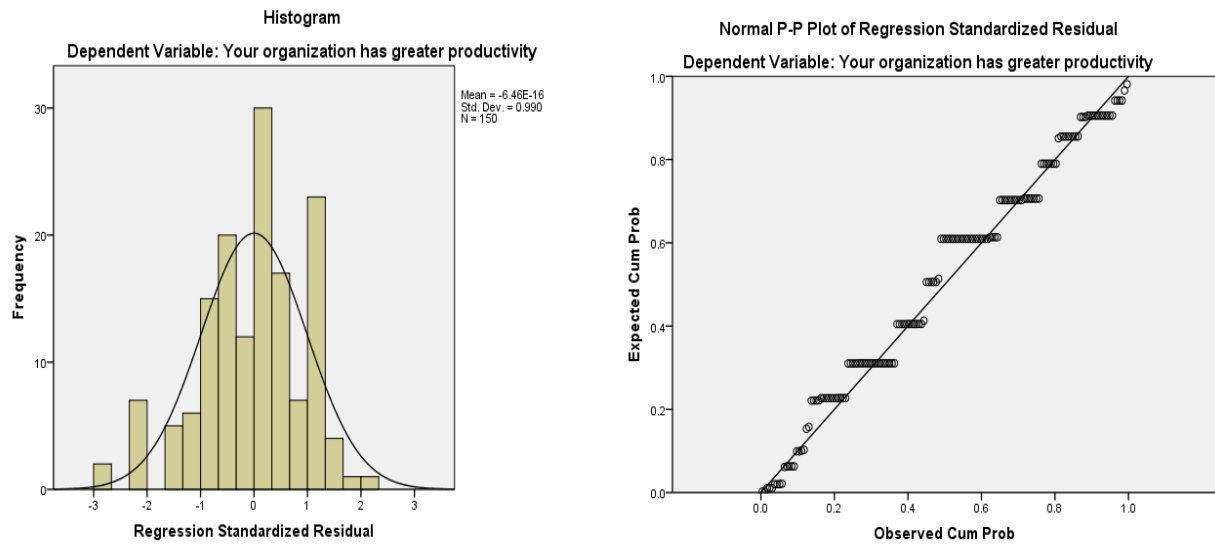 Histogram
Dependent Variable: Your organization has greater productivity
Mean = -6.46E-16
Std. Dev. = 0.990
N = 150
Frequency
30
20
10
0
-3 -2 -1 0 1 2 3
Regression Standardized Residual
Normal P-P Plot of Regression Standardized Residual
Dependent Variable: Your organization has greater productivity
Expected Cum Prob
1.0
0.8
0.6
0.4
0.2
0.0
0.0 0.2 0.4 0.6 0.8 1.0
Observed Cum Prob